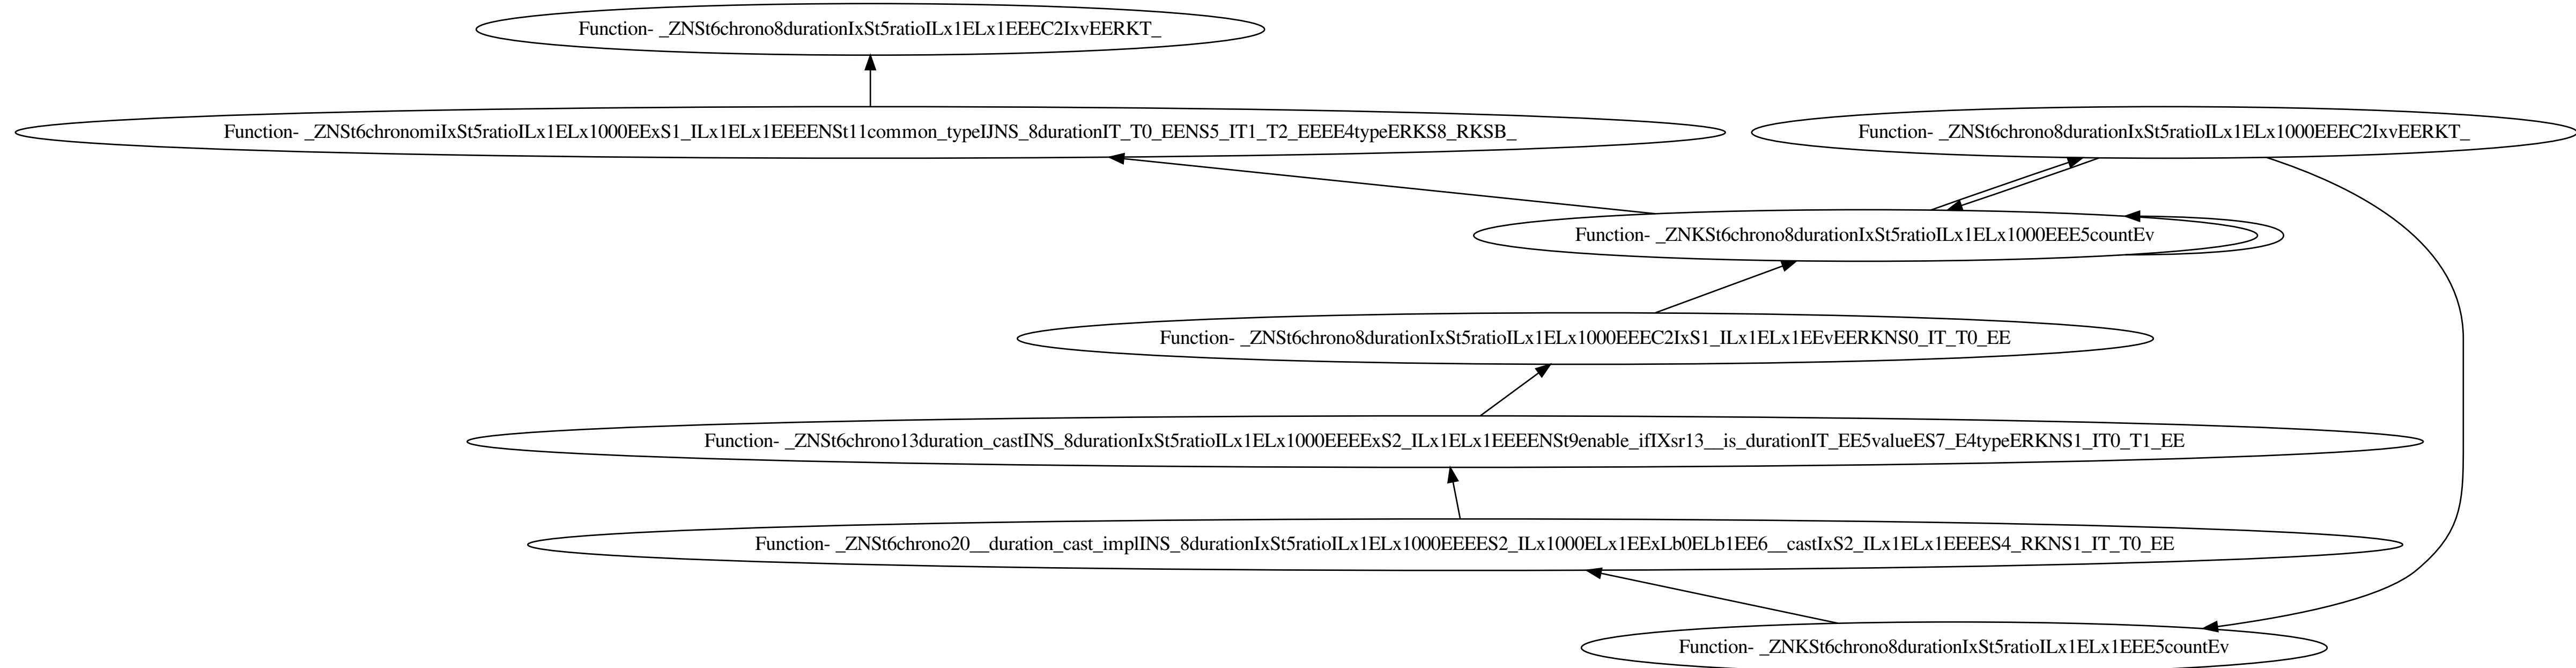 Function- _ZNSt6chrono8durationIxSt5ratioILx1ELx1EEEC2IxvEERKT_
Function- _ZNSt6chronomiIxSt5ratioILx1ELx1000EExS1_ILx1ELx1EEEENSt11common_typeIJNS_8durationIT_T0_EENS5_IT1_T2_EEEE4typeERKS8_RKSB_
Function- _ZNSt6chrono8durationIxSt5ratioILx1ELx1000EEEC2IxvEERKT_
Function- _ZNKSt6chrono8durationIxSt5ratioILx1ELx1000EEE5countEv
Function- _ZNSt6chrono8durationIxSt5ratioILx1ELx1000EEEC2IxS1_ILx1ELx1EEvEERKNS0_IT_T0_EE
Function- _ZNSt6chrono13duration_castINS_8durationIxSt5ratioILx1ELx1000EEEExS2_ILx1ELx1EEEENSt9enable_ifIXsr13__is_durationIT_EE5valueES7_E4typeERKNS1_IT0_T1_EE
Function- _ZNSt6chrono20__duration_cast_implINS_8durationIxSt5ratioILx1ELx1000EEEES2_ILx1000ELx1EExLb0ELb1EE6__castIxS2_ILx1ELx1EEEES4_RKNS1_IT_T0_EE
Function- _ZNKSt6chrono8durationIxSt5ratioILx1ELx1EEE5countEv